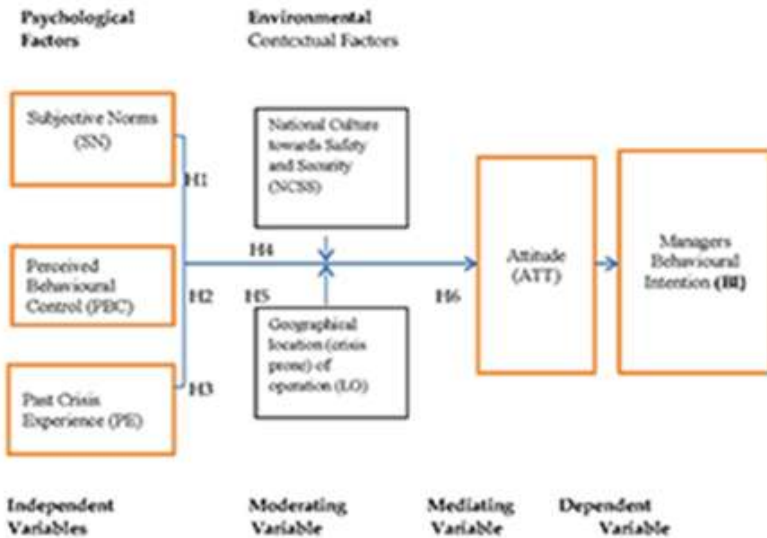 Psychological
Factors
Environmental
Contextual Factors
Subjective Norms
(SN)
H1
National Culture
towards Safety
and Security
(NCSS)
Perceived
Behavioural
Control (PBC)
H2
H4
H5
H6
Attitude
(ATT)
Managers
Behavioural
Intention (BI)
Past Crisis
Experience (PE)
H3
Geographical
location (crisis
prone) of
operation (LO)
Independent
Variables
Moderating
Variable
Mediating
Variable
Dependent
Variable